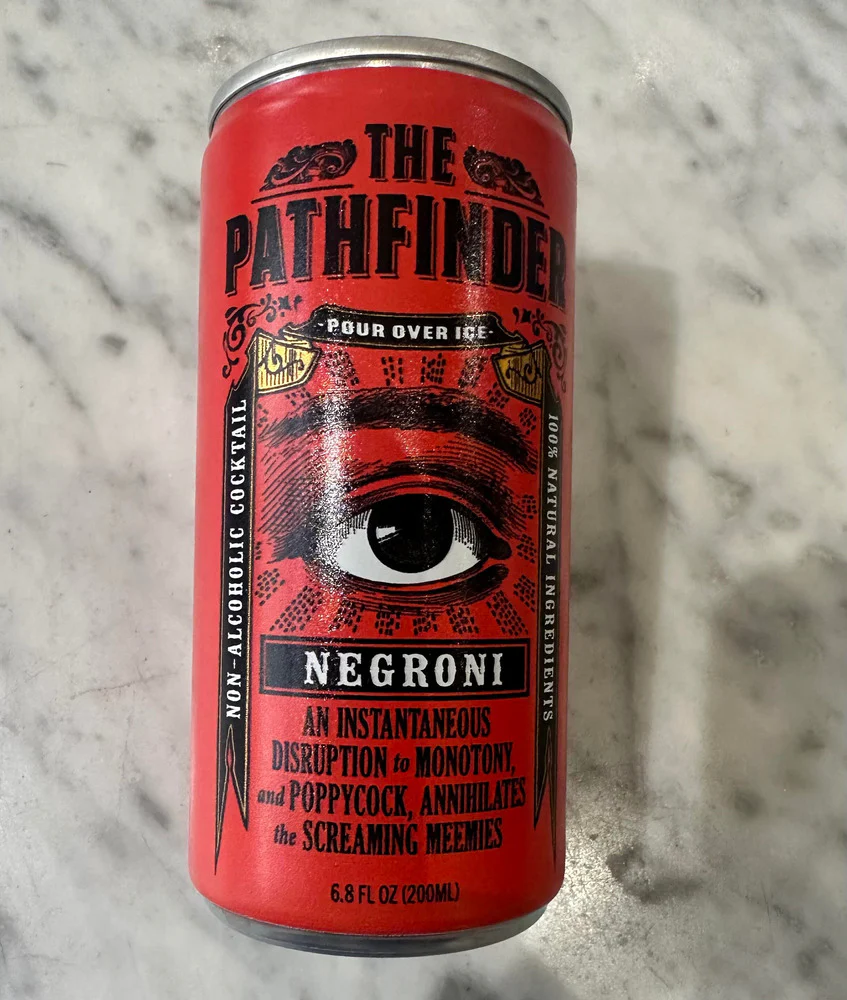 THE
PATHFINDER
-POUR OVER ICE-
NON-ALCOHOLIC COCKTAIL
100% NATURAL INGREDIENTS
NEGRONI
AN INSTANTANEOUS
DISRUPTION to MONOTONY,
and POPPYCOCK, ANNIHILATES
the SCREAMING MEEMIES
6.8 FL OZ (200ML)